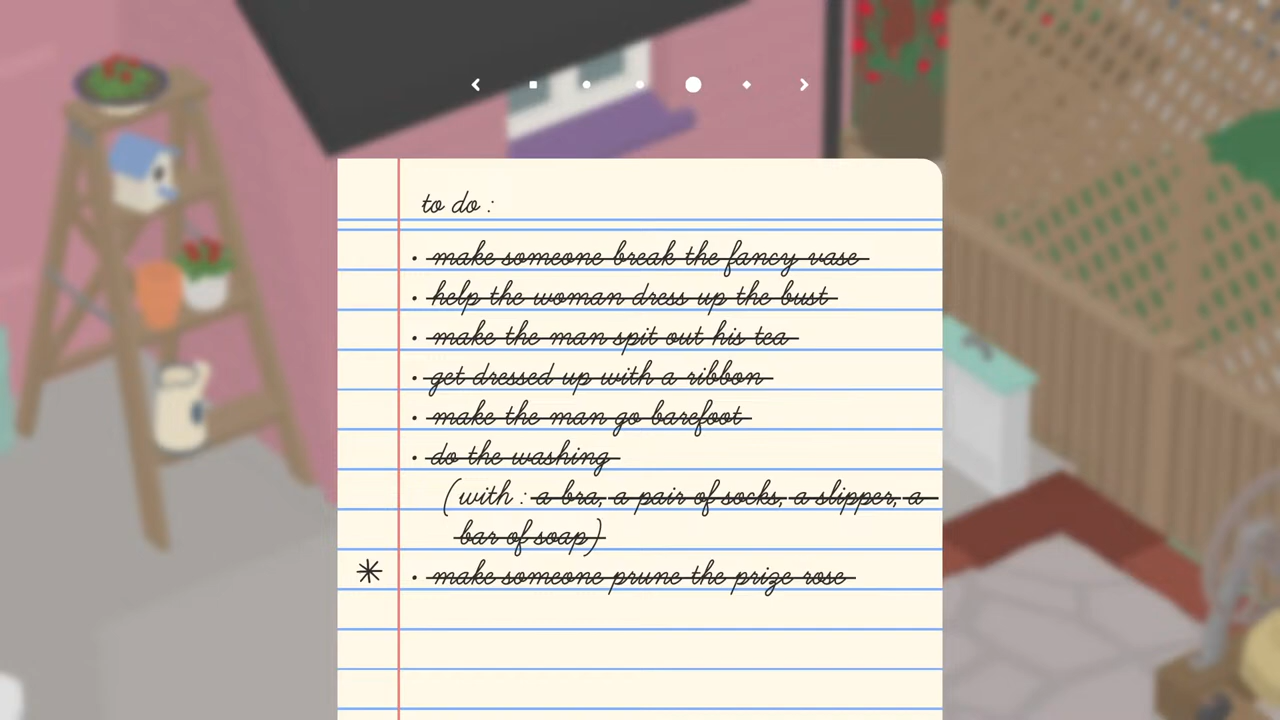 to do :
• make someone break the fancy vase
• help the woman dress up the bust
• make the man spit out his tea
• get dressed up with a ribbon
• make the man go barefoot
• do the washing
(with : a bra, a pair of socks, a slipper, a
bar of soap)
• make someone prune the prize rose